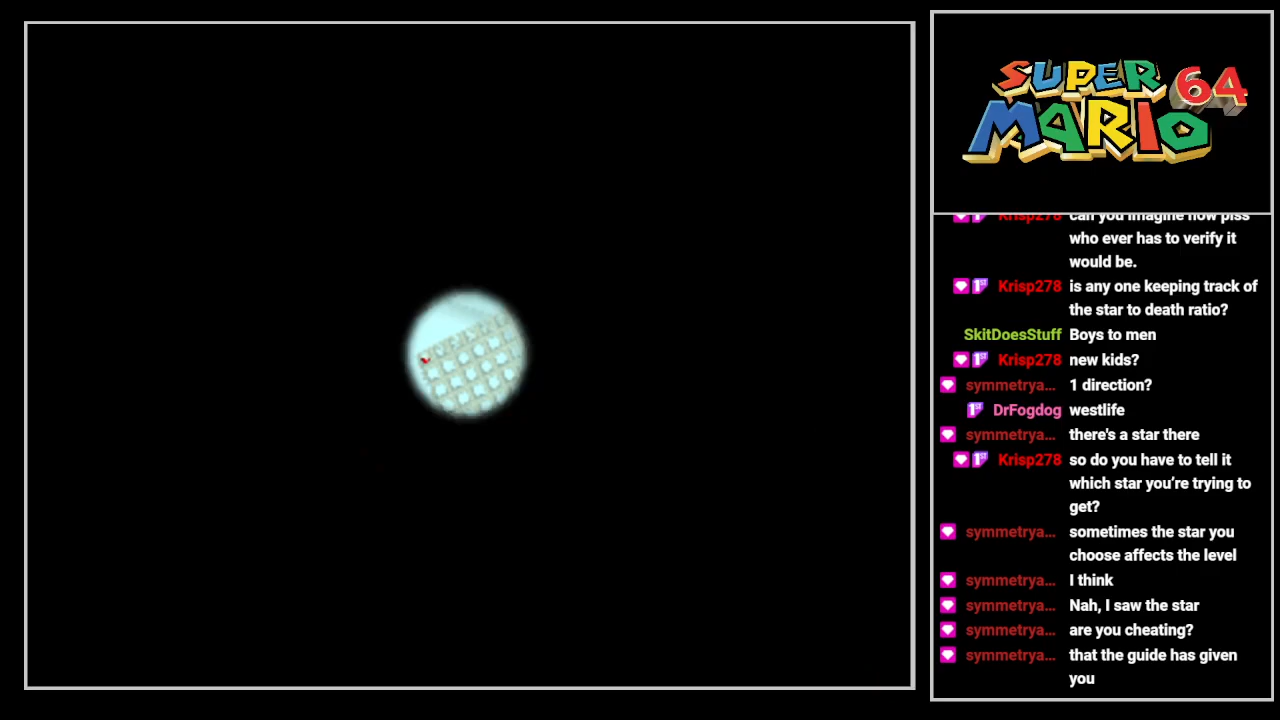 SUPER
MARIO 64
Krisp278 can you imagine how piss
who ever has to verify it
would be.
Krisp278 is any one keeping track of
the star to death ratio?
SkitDoesStuff Boys to men
Krisp278 new kids?
symmetrya... 1 direction?
DrFogdog westlife
symmetrya... there's a star there
Krisp278 so do you have to tell it
which star you’re trying to
get?
symmetrya... sometimes the star you
choose affects the level
symmetrya... I think
symmetrya... Nah, I saw the star
symmetrya... are you cheating?
symmetrya... that the guide has given
you